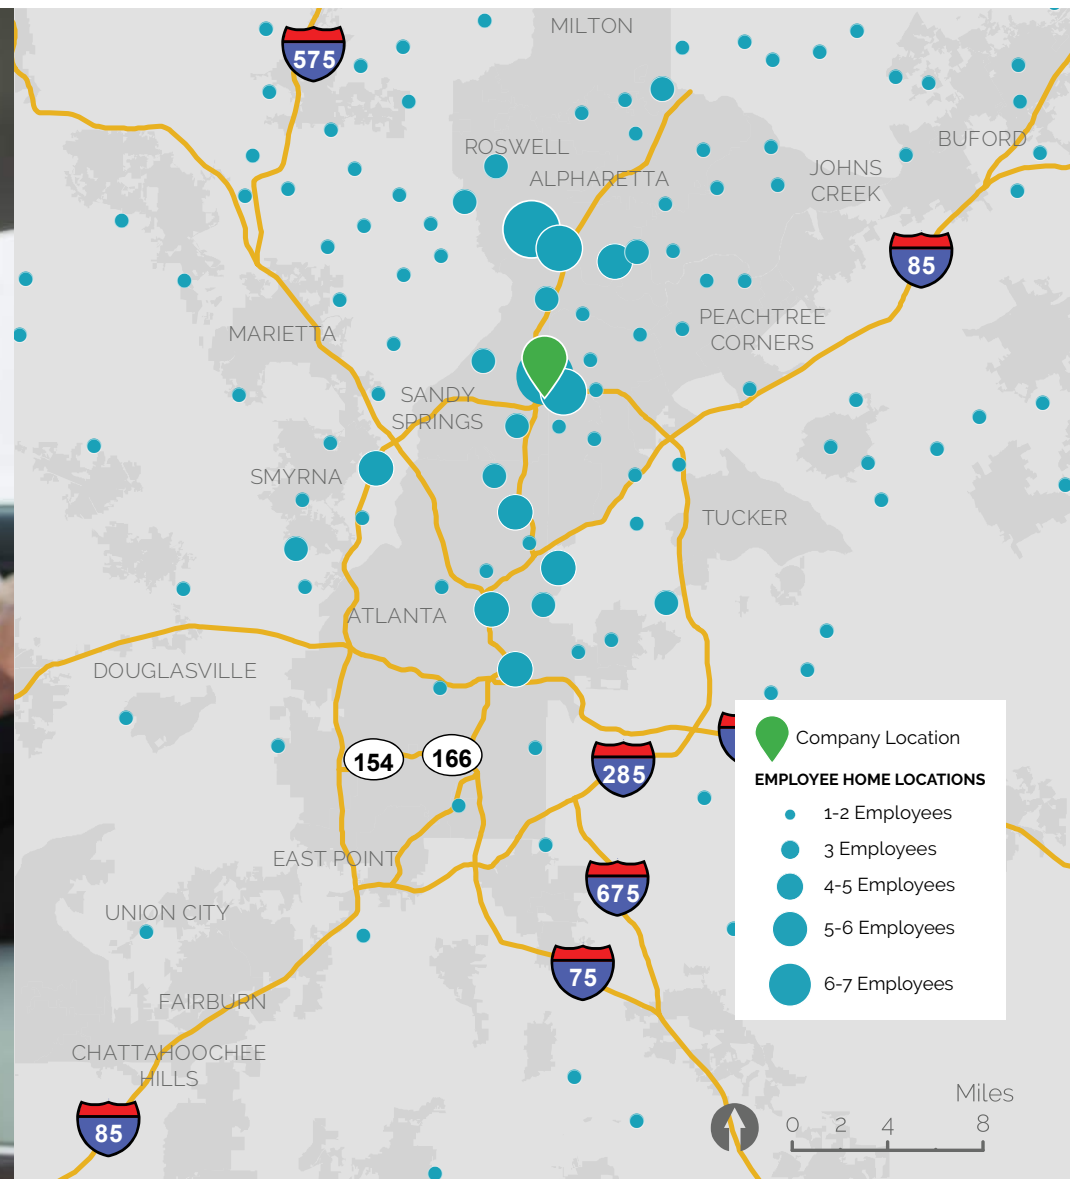 MILTON
575
ROSWELL
BUFORD
ALPHARETTA
JOHNS
CREEK
85
PEACHTREE
CORNERS
MARIETTA
SANDY
SPRINGS
SMYRNA
TUCKER
ATLANTA
DOUGLASVILLE
154
166
285
EAST POINT
675
UNION CITY
75
FAIRBURN
CHATTAHOOCHEE
HILLS
85
Company Location
EMPLOYEE HOME LOCATIONS
1-2 Employees
3 Employees
4-5 Employees
5-6 Employees
6-7 Employees
Miles
0 2 4 8